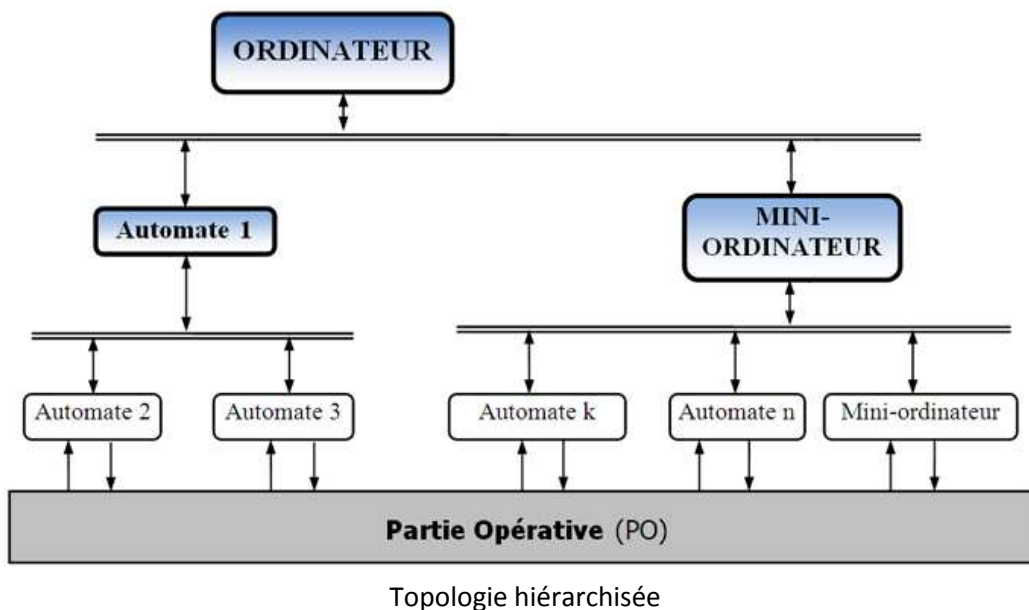 ORDINATEUR
Automate 1
MINI-
ORDINATEUR
Automate 2
Automate 3
Automate k
Automate n
Mini-ordinateur
Partie Opérative (PO)
Topologie hiérarchisée